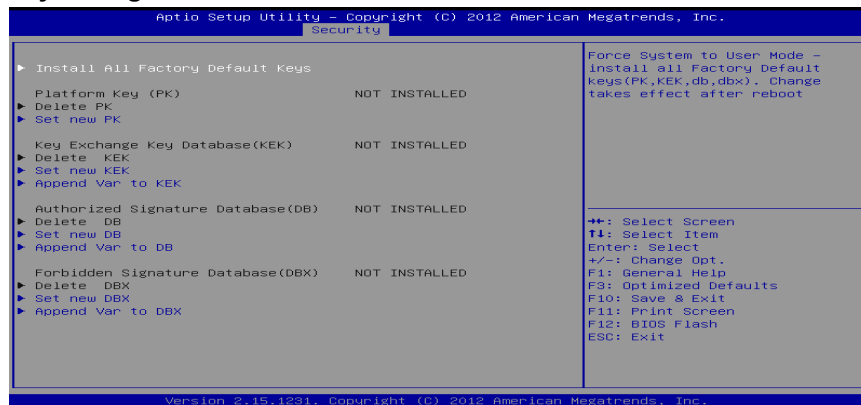 Aptio Setup Utility – Copyright (C) 2012 American Megatrends, Inc.
Security
► Install All Factory Default Keys
Platform Key (PK) NOT INSTALLED
► Delete PK
► Set new PK
Key Exchange Key Database(KEK) NOT INSTALLED
► Delete KEK
► Set new KEK
► Append Var to KEK
Authorized Signature Database(DB) NOT INSTALLED
► Delete DB
► Set new DB
► Append Var to DB
Forbidden Signature Database(DBX) NOT INSTALLED
► Delete DBX
► Set new DBX
► Append Var to DBX
Force System to User Mode –
install all Factory Default
keys(PK,KEK,db,dbx). Change
takes effect after reboot
→←: Select Screen
↑↓: Select Item
Enter: Select
+/-: Change Opt.
F1: General Help
F3: Optimized Defaults
F10: Save & Exit
F11: Print Screen
F12: BIOS Flash
ESC: Exit
Version 2.15.1231. Copyright (C) 2012 American Megatrends, Inc.